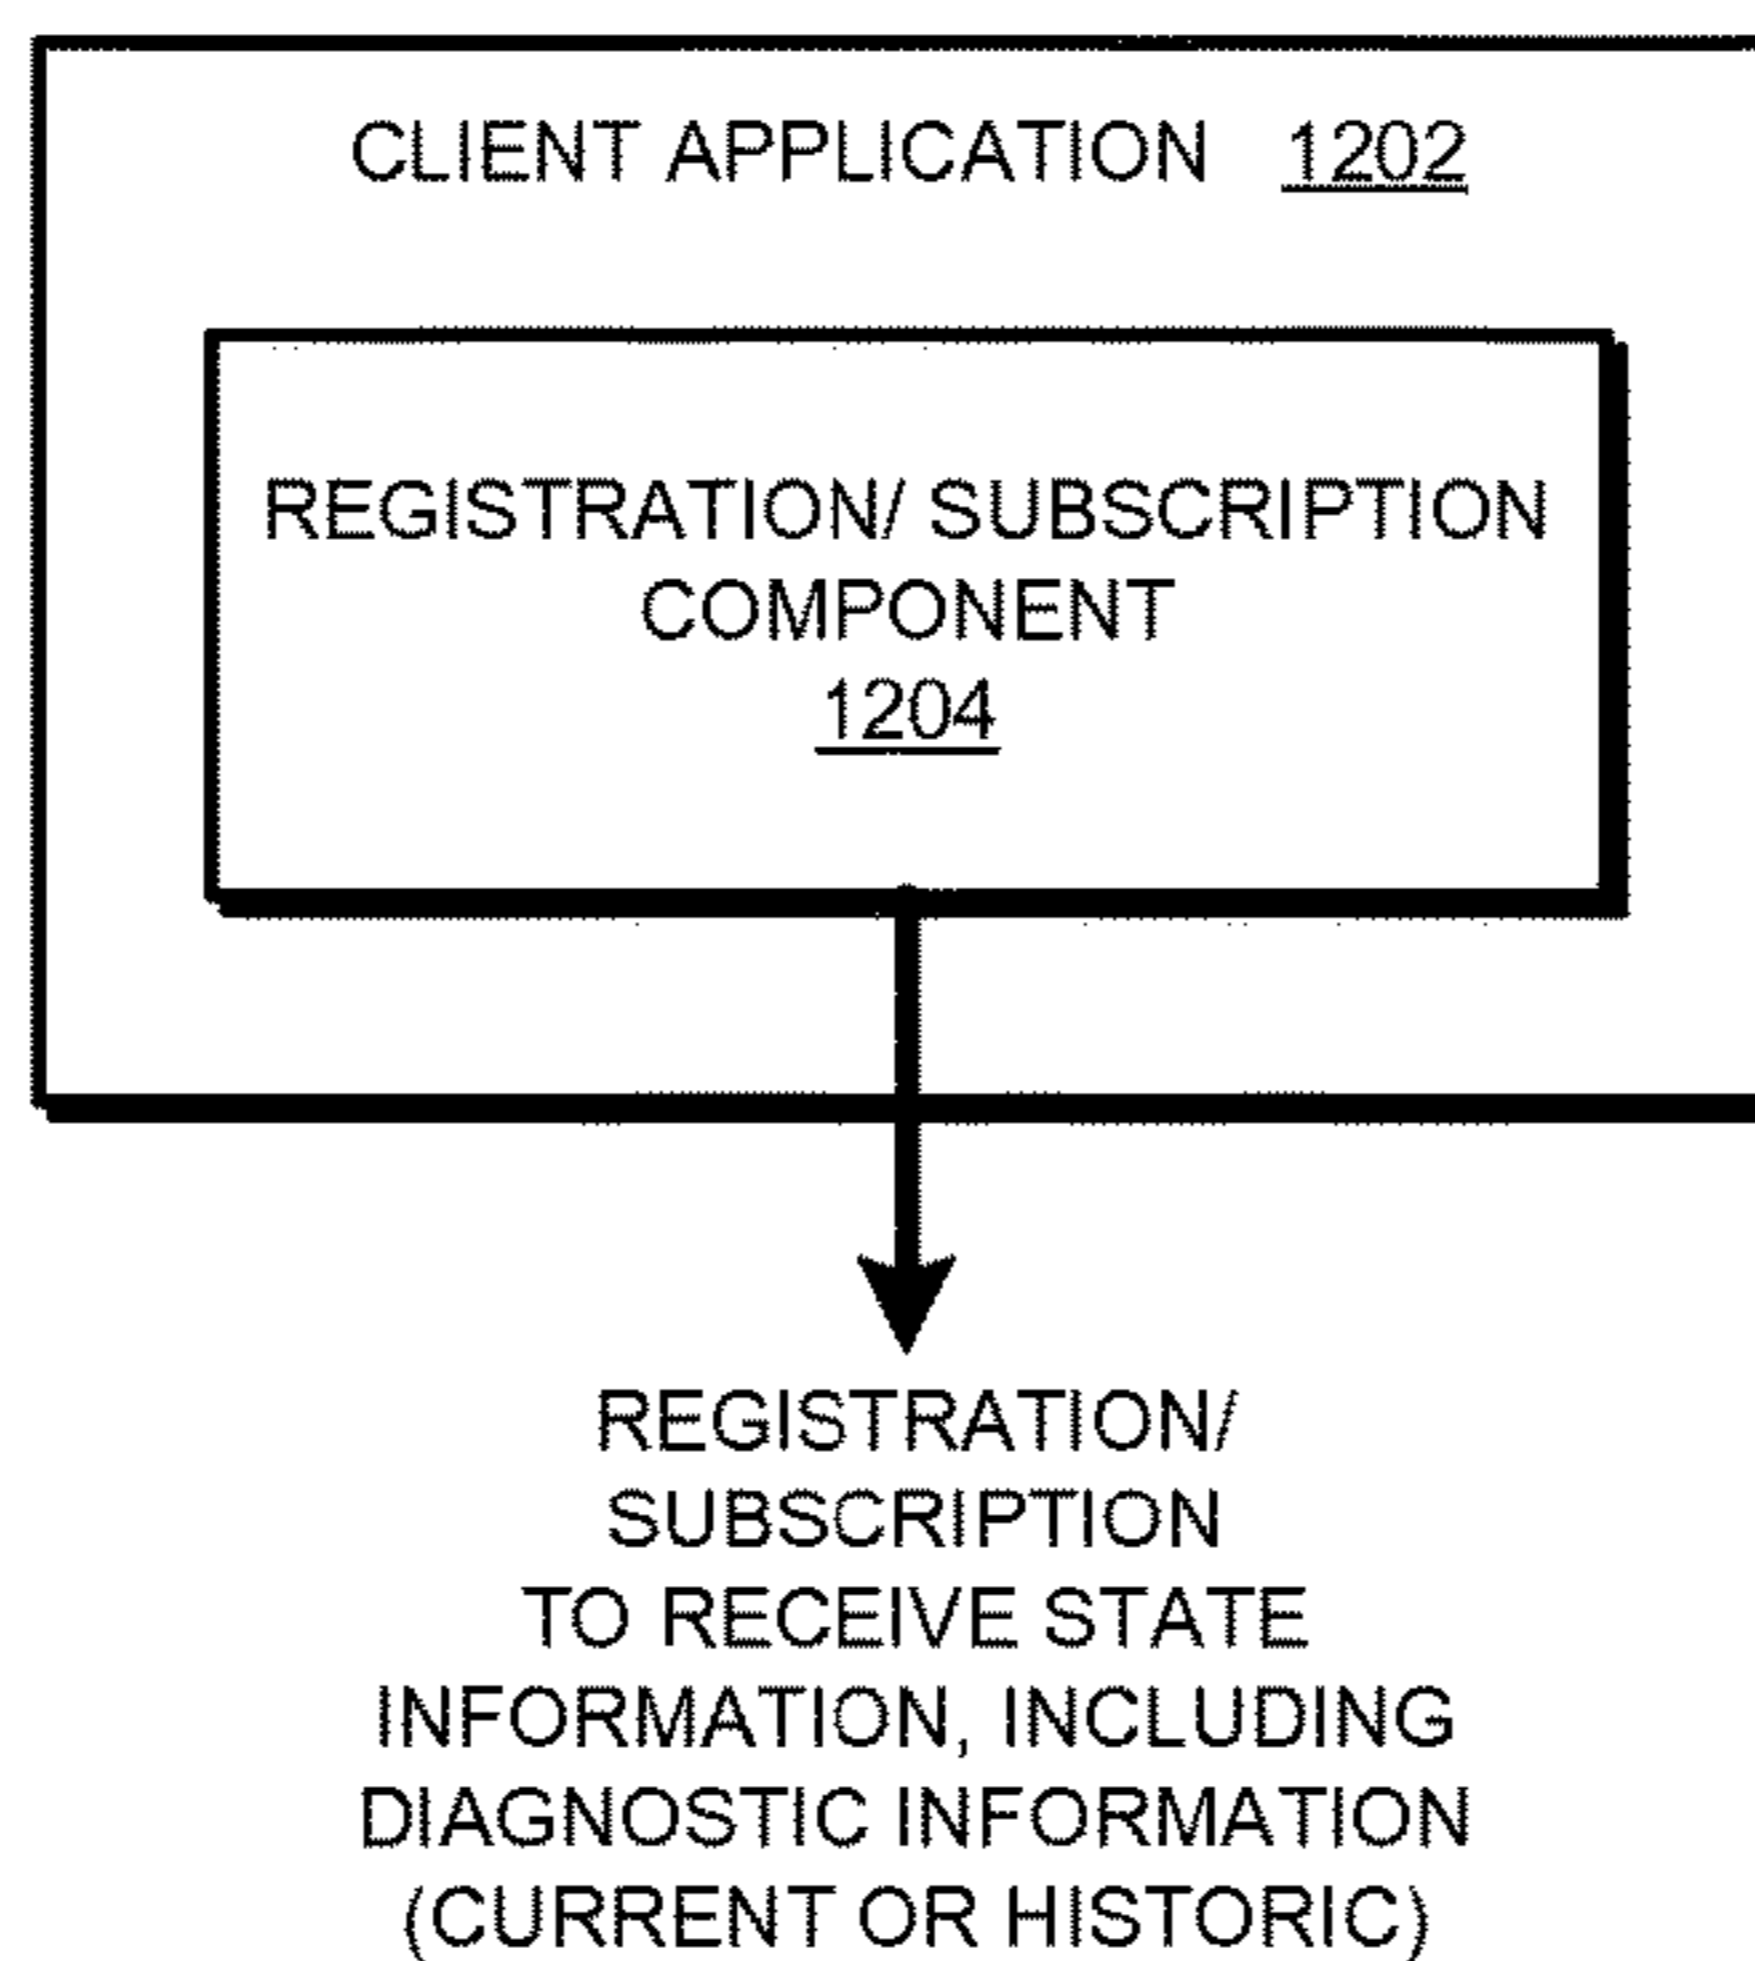 CLIENT APPLICATION 1202
REGISTRATION/ SUBSCRIPTION
COMPONENT
1204
REGISTRATION/
SUBSCRIPTION
TO RECEIVE STATE
INFORMATION, INCLUDING
DIAGNOSTIC INFORMATION
(CURRENT OR HISTORIC)